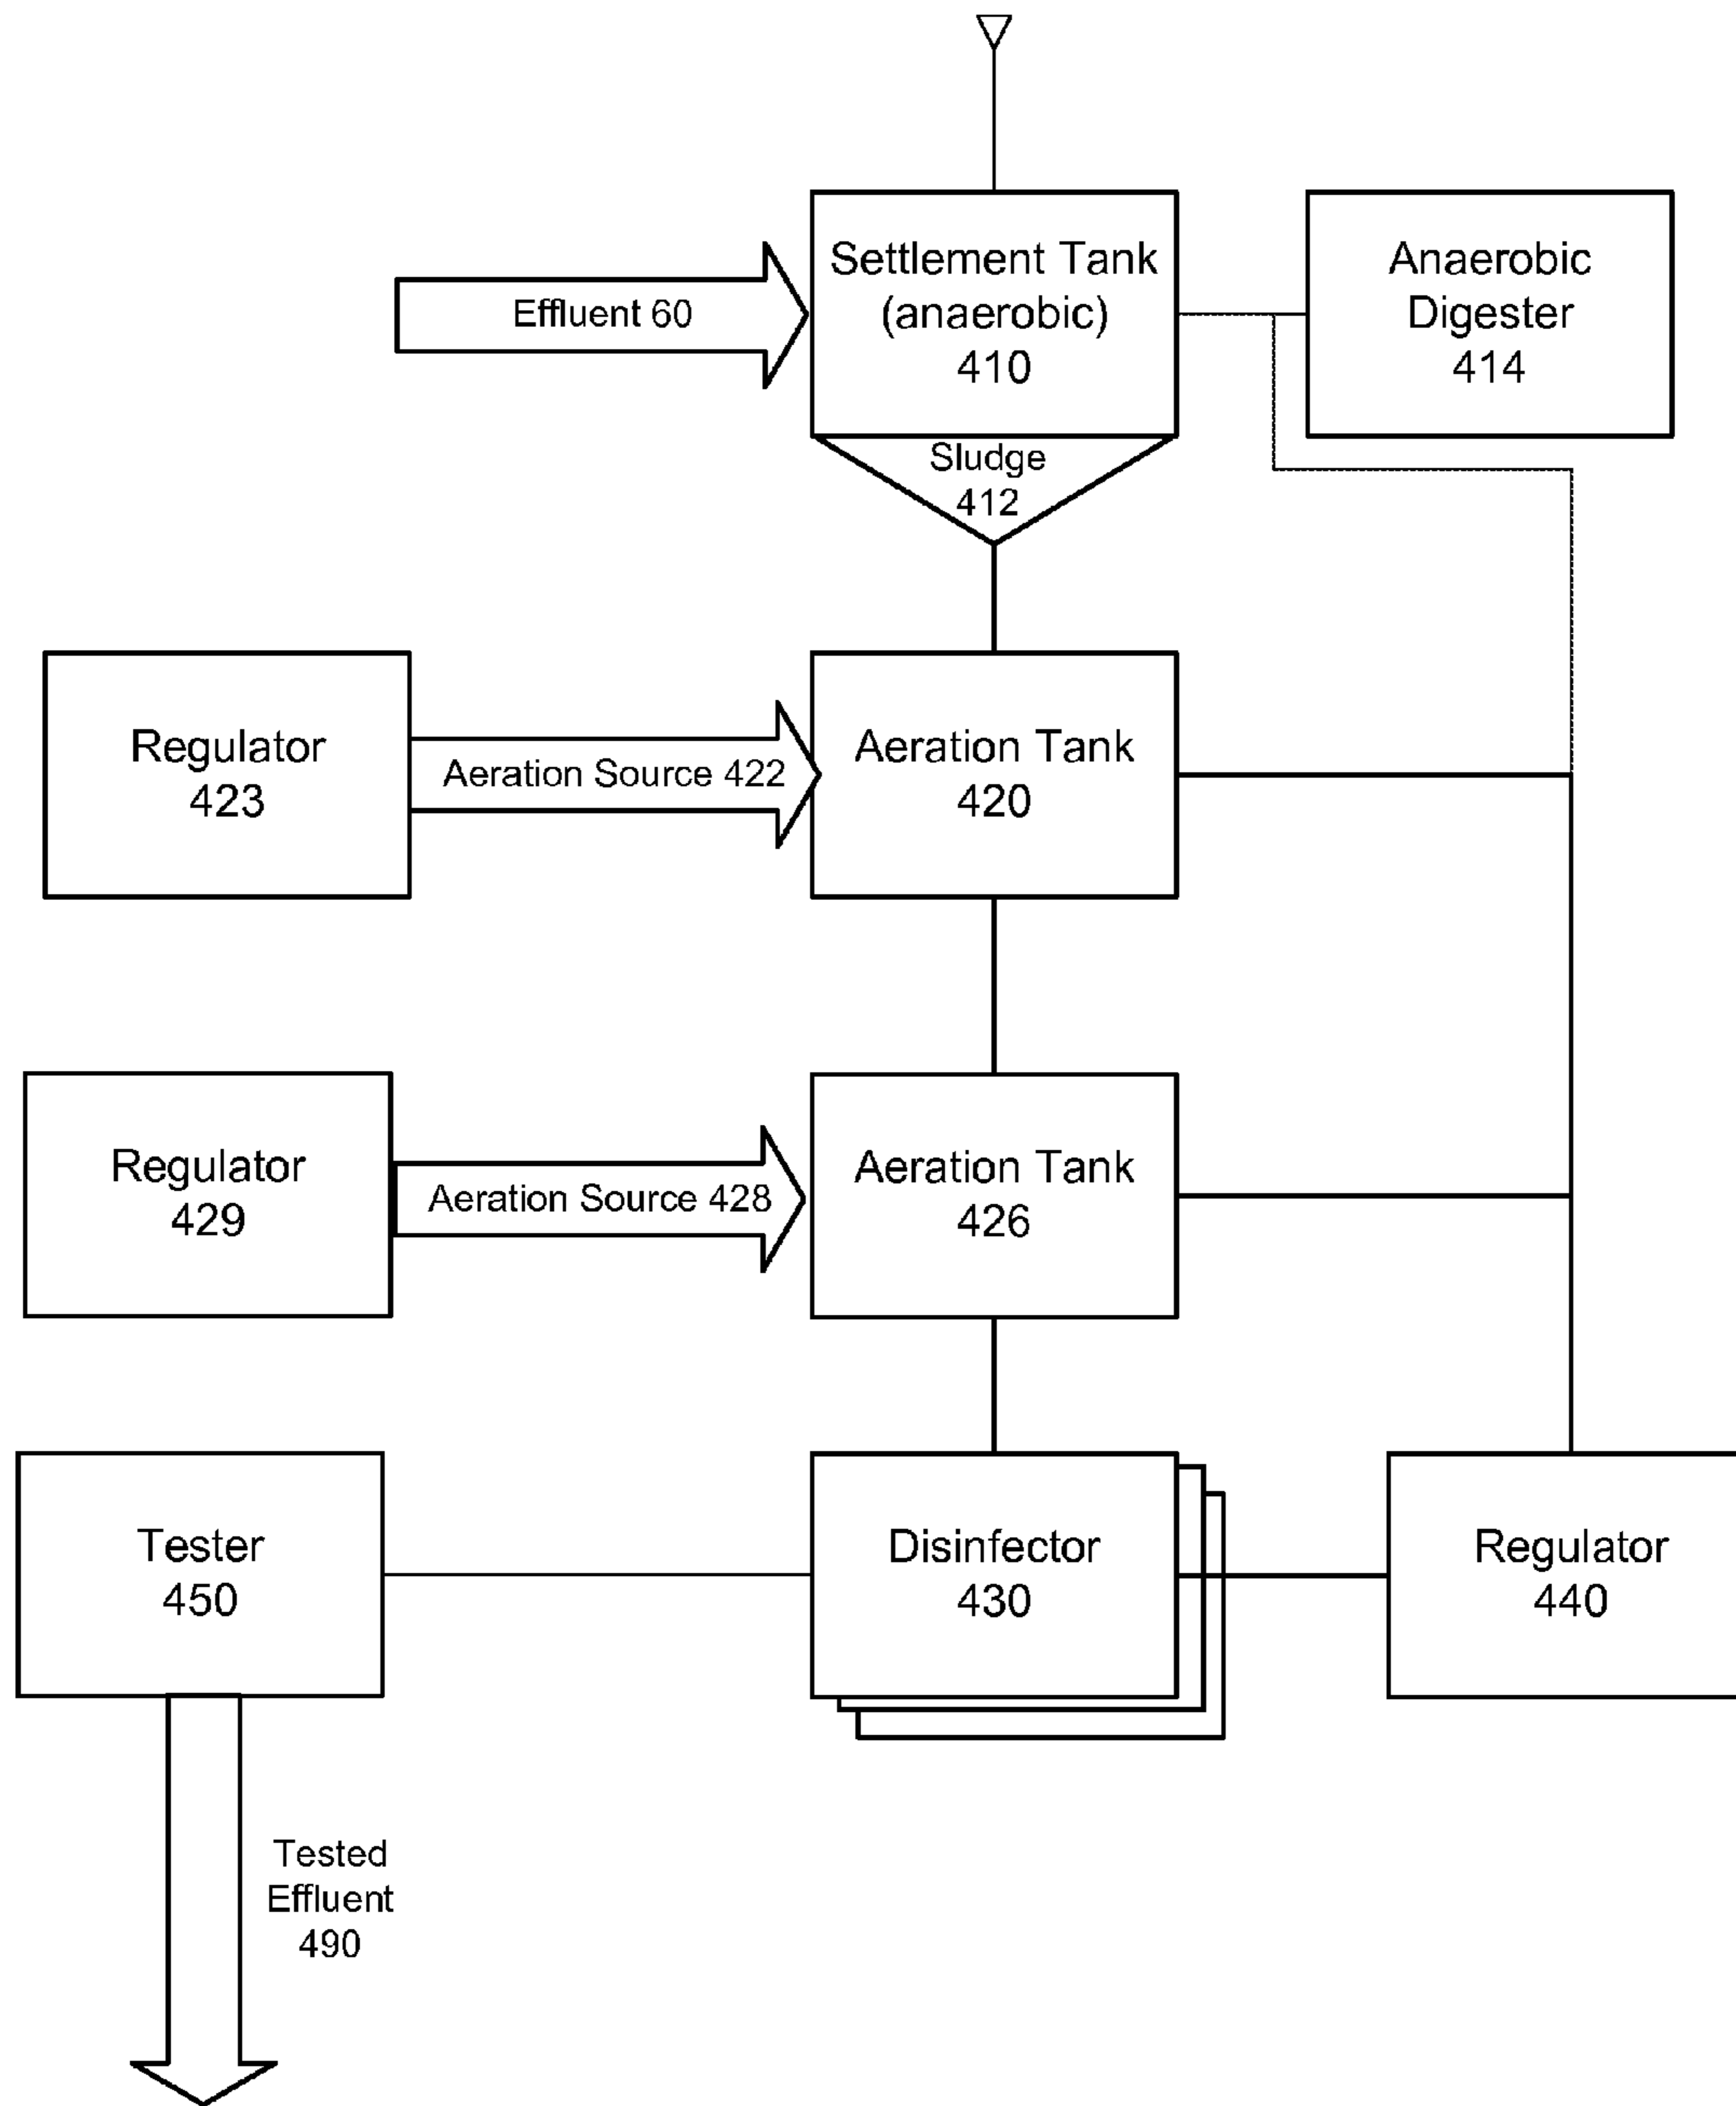 Effluent 60
Settlement Tank
(anaerobic)
410
Anaerobic
Digester
414
Sludge
412
Regulator
423
Aeration Source 422
Aeration Tank
420
Regulator
429
Aeration Source 428
Aeration Tank
426
Tester
450
Disinfector
430
Regulator
440
Tested
Effluent
490